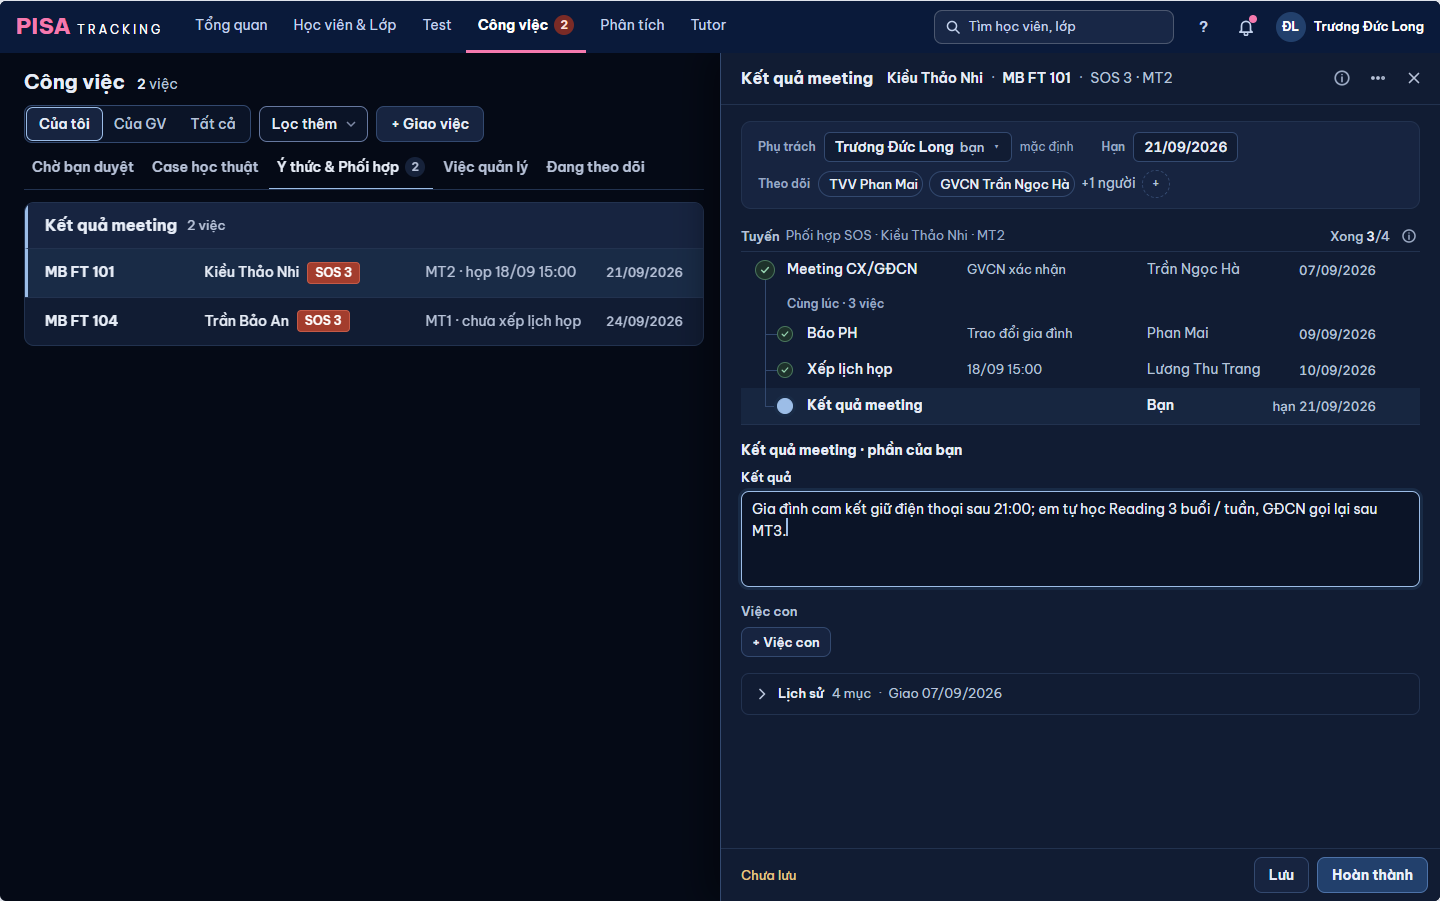 PISA TRACKING Tổng quan Học viên & Lớp Test Công việc 2 Phân tích Tutor Tìm học viên, lớp ? ĐL Trương Đức Long
Công việc 2 việc
Của tôi Của GV Tất cả Lọc thêm + Giao việc
Chờ bạn duyệt Case học thuật Ý thức & Phối hợp 2 Việc quản lý Đang theo dõi
Kết quả meeting 2 việc
MB FT 101 Kiều Thảo Nhi SOS 3 MT2 · họp 18/09 15:00 21/09/2026
MB FT 104 Trần Bảo An SOS 3 MT1 · chưa xếp lịch họp 24/09/2026
Kết quả meeting Kiều Thảo Nhi · MB FT 101 · SOS 3 · MT2
Phụ trách Trương Đức Long bạn mặc định Hạn 21/09/2026
Theo dõi TVV Phan Mai GVCN Trần Ngọc Hà +1 người +
Tuyến Phối hợp SOS · Kiều Thảo Nhi · MT2 Xong 3/4
Meeting CX/GĐCN GVCN xác nhận Trần Ngọc Hà 07/09/2026
Cùng lúc · 3 việc
Báo PH Trao đổi gia đình Phan Mai 09/09/2026
Xếp lịch họp 18/09 15:00 Lương Thu Trang 10/09/2026
Kết quả meeting Bạn hạn 21/09/2026
Kết quả meeting · phần của bạn
Kết quả
Gia đình cam kết giữ điện thoại sau 21:00; em tự học Reading 3 buổi / tuần, GĐCN gọi lại sau
MT3.
Việc con
+ Việc con
Lịch sử 4 mục · Giao 07/09/2026
Chưa lưu Lưu Hoàn thành